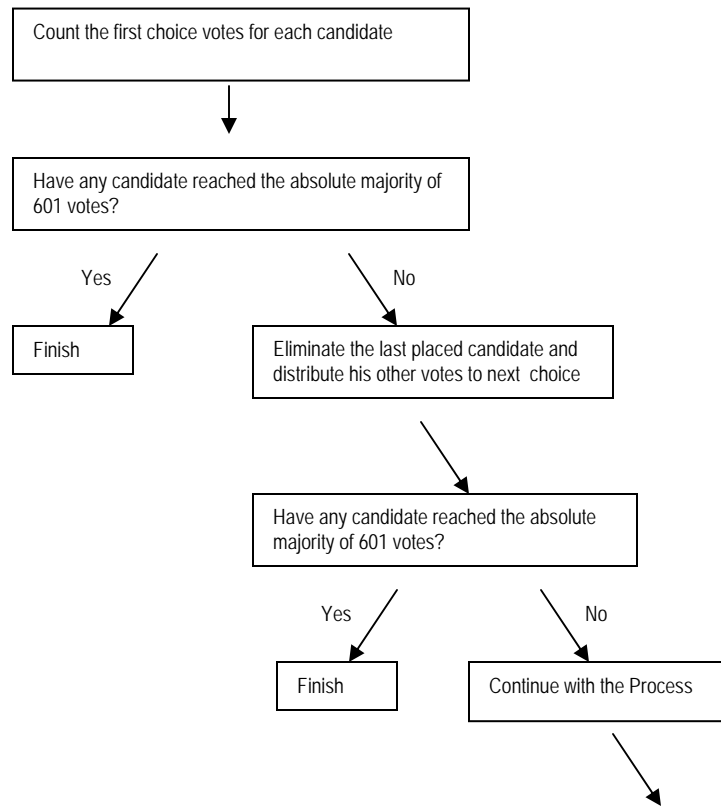 Count the first choice votes for each candidate
Have any candidate reached the absolute majority of
601 votes?
Yes
No
Finish
Eliminate the last placed candidate and
distribute his other votes to next choice
Have any candidate reached the absolute
majority of 601 votes?
Yes
No
Finish
Continue with the Process